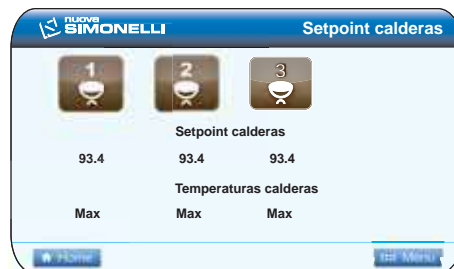 nuova
SIMONELLI
Setpoint calderas
1 2 3
Setpoint calderas
93.4 93.4 93.4
Temperaturas calderas
Max Max Max
Home Menu